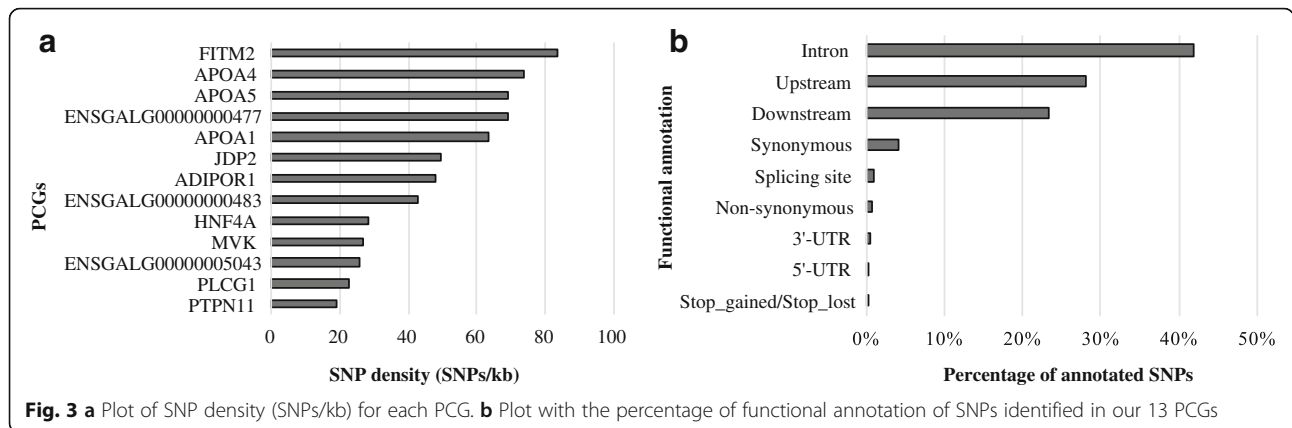 a
FITM2
APOA4
APOA5
ENSGALG00000000477
APOA1
JDP2
ADIPOR1
ENSGALG00000000483
HNF4A
MVK
ENSGALG00000005043
PLCG1
PTPN11
PCGs
0 20 40 60 80 100
SNP density (SNPs/kb)
b
Intron
Upstream
Downstream
Synonymous
Splicing site
Non-synonymous
3'-UTR
5'-UTR
Stop_gained/Stop_lost
Functional annotation
0% 10% 20% 30% 40% 50%
Percentage of annotated SNPs
Fig. 3 a Plot of SNP density (SNPs/kb) for each PCG. b Plot with the percentage of functional annotation of SNPs identified in our 13 PCGs